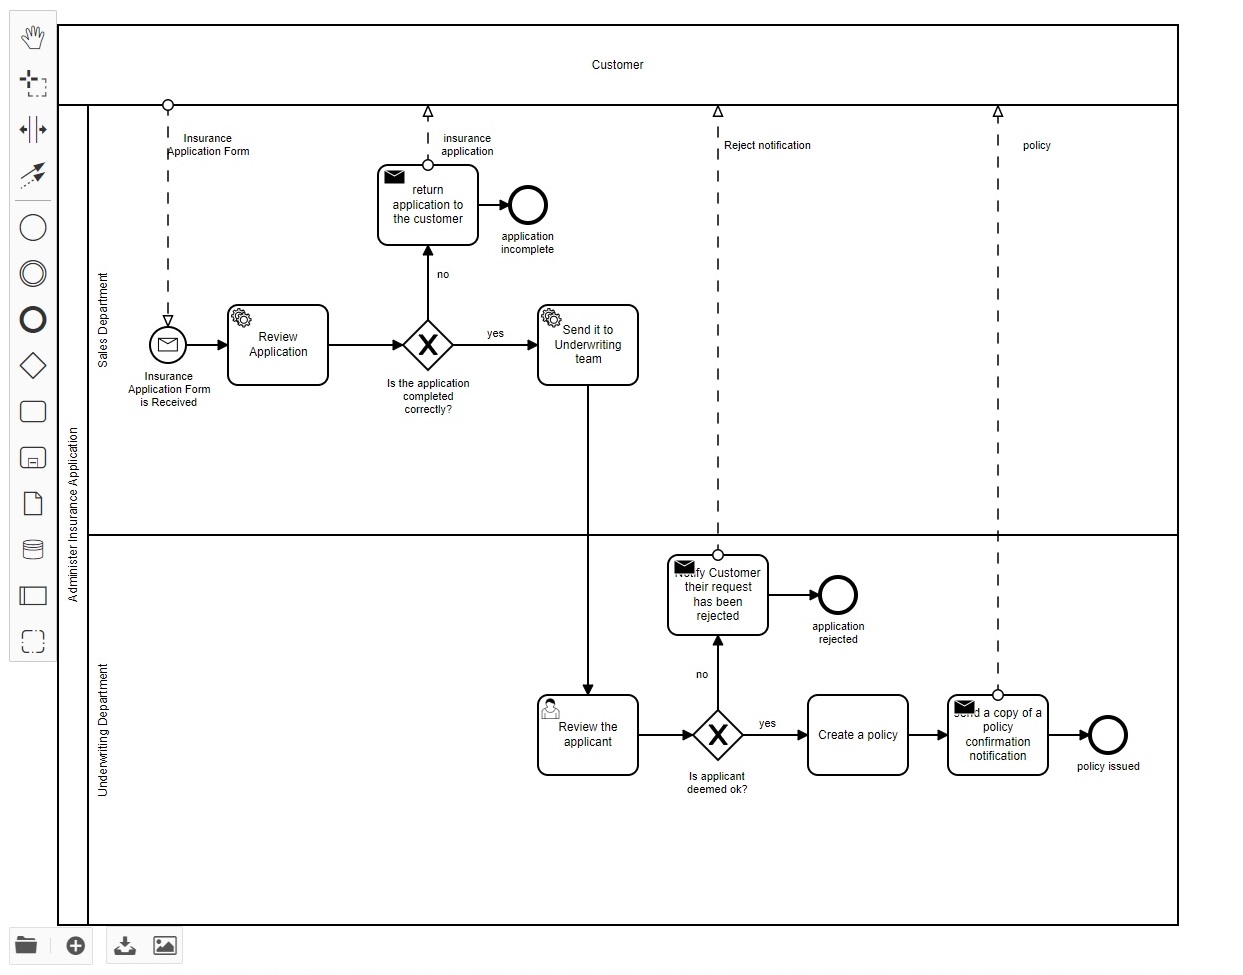 Customer
Insurance
Application Form
insurance
application
Reject notification
policy
return
application to
the customer
application
incomplete
no
Sales Department
Review
Application
yes
Send it to
Underwriting
team
Insurance
Application Form
is Received
Is the application
completed
correctly?
Administer Insurance Application
Notify Customer
their request
has been
rejected
application
rejected
no
Underwriting Department
Review the
applicant
yes
Create a policy
send a copy of a
policy
confirmation
notification
policy issued
Is applicant
deemed ok?